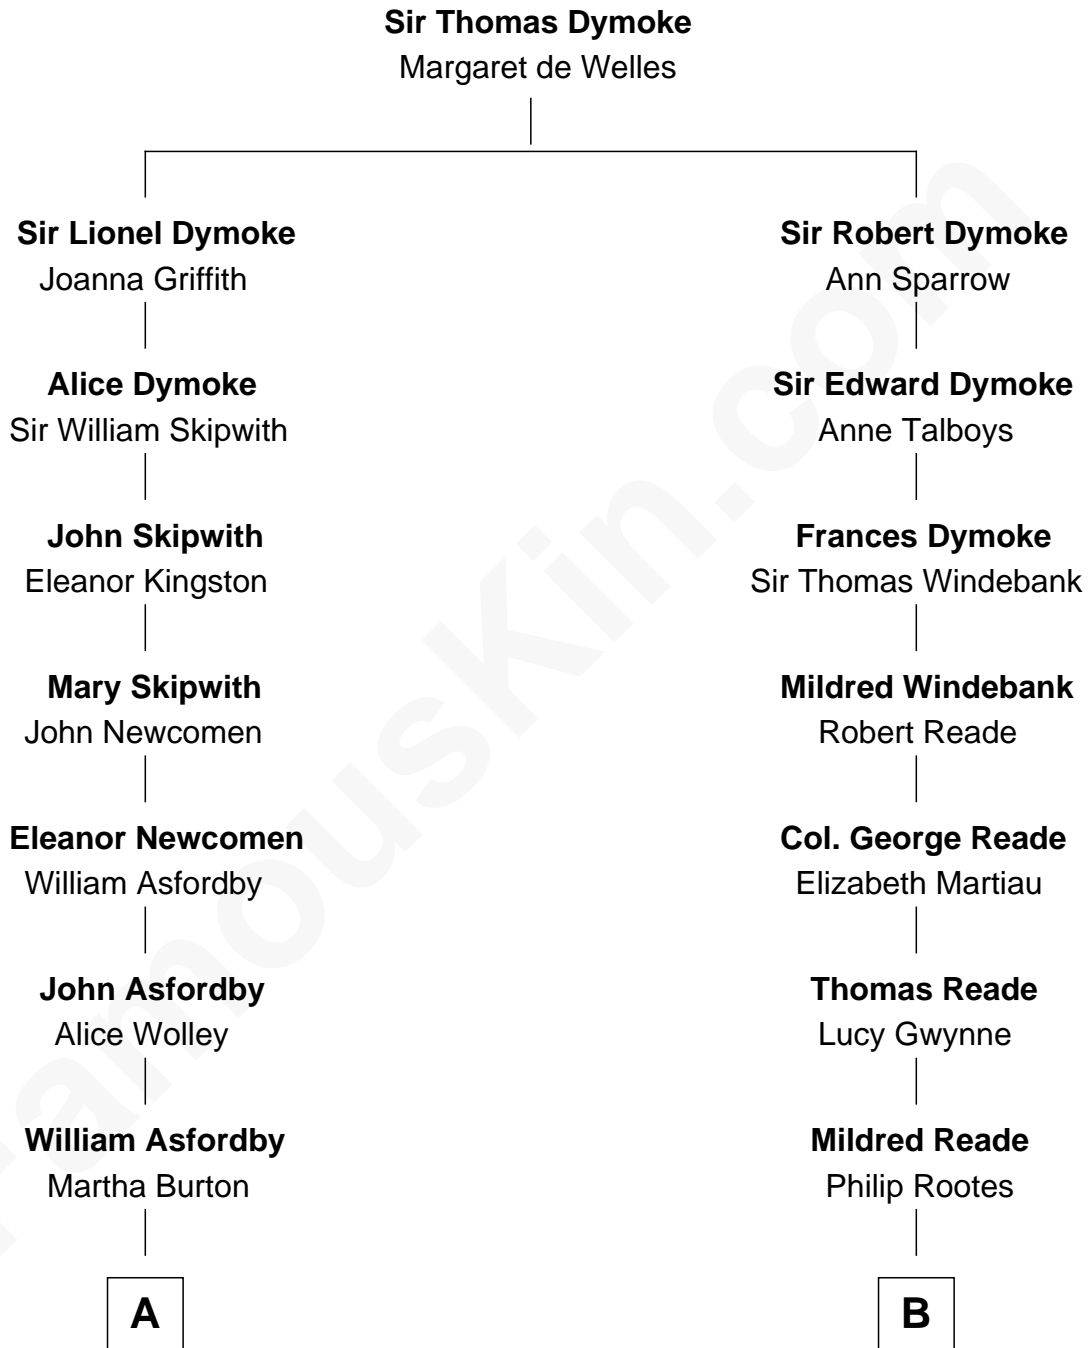 Sir Thomas Dymoke
Margaret de Welles
Sir Lionel Dymoke
Joanna Griffith
Alice Dymoke
Sir William Skipwith
John Skipwith
Eleanor Kingston
Mary Skipwith
John Newcomen
Eleanor Newcomen
William Asfordby
John Asfordby
Alice Wolley
William Asfordby
Martha Burton
A
Sir Robert Dymoke
Ann Sparrow
Sir Edward Dymoke
Anne Talboys
Frances Dymoke
Sir Thomas Windebank
Mildred Windebank
Robert Reade
Col. George Reade
Elizabeth Martiau
Thomas Reade
Lucy Gwynne
Mildred Reade
Philip Rootes
B
FamousKin.com